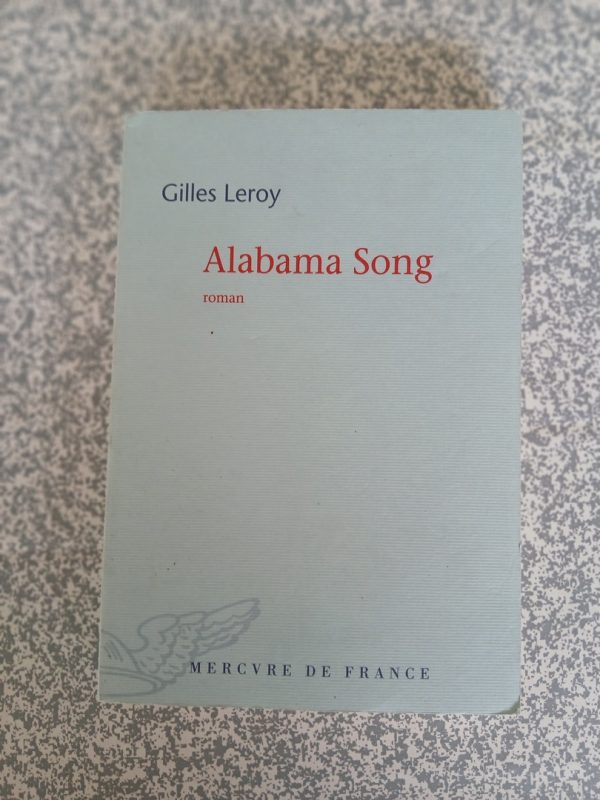 Gilles Leroy
Alabama Song
roman
MERCVRE DE FRANCE